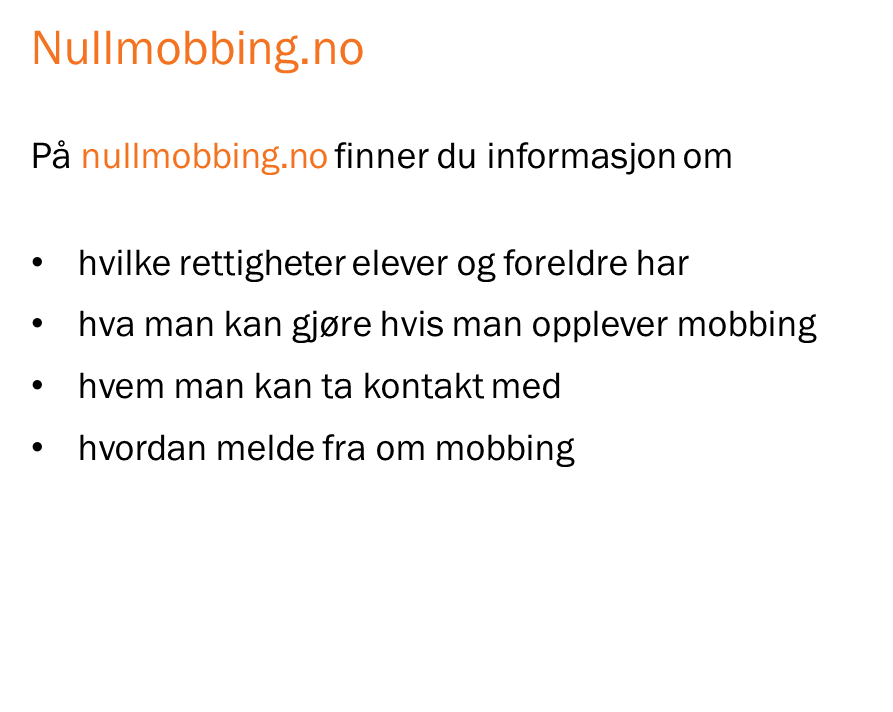 Nullmobbing.no
På nullmobbing.no finner du informasjon om
• hvilke rettigheter elever og foreldre har
• hva man kan gjøre hvis man opplever mobbing
• hvem man kan ta kontakt med
• hvordan melde fra om mobbing